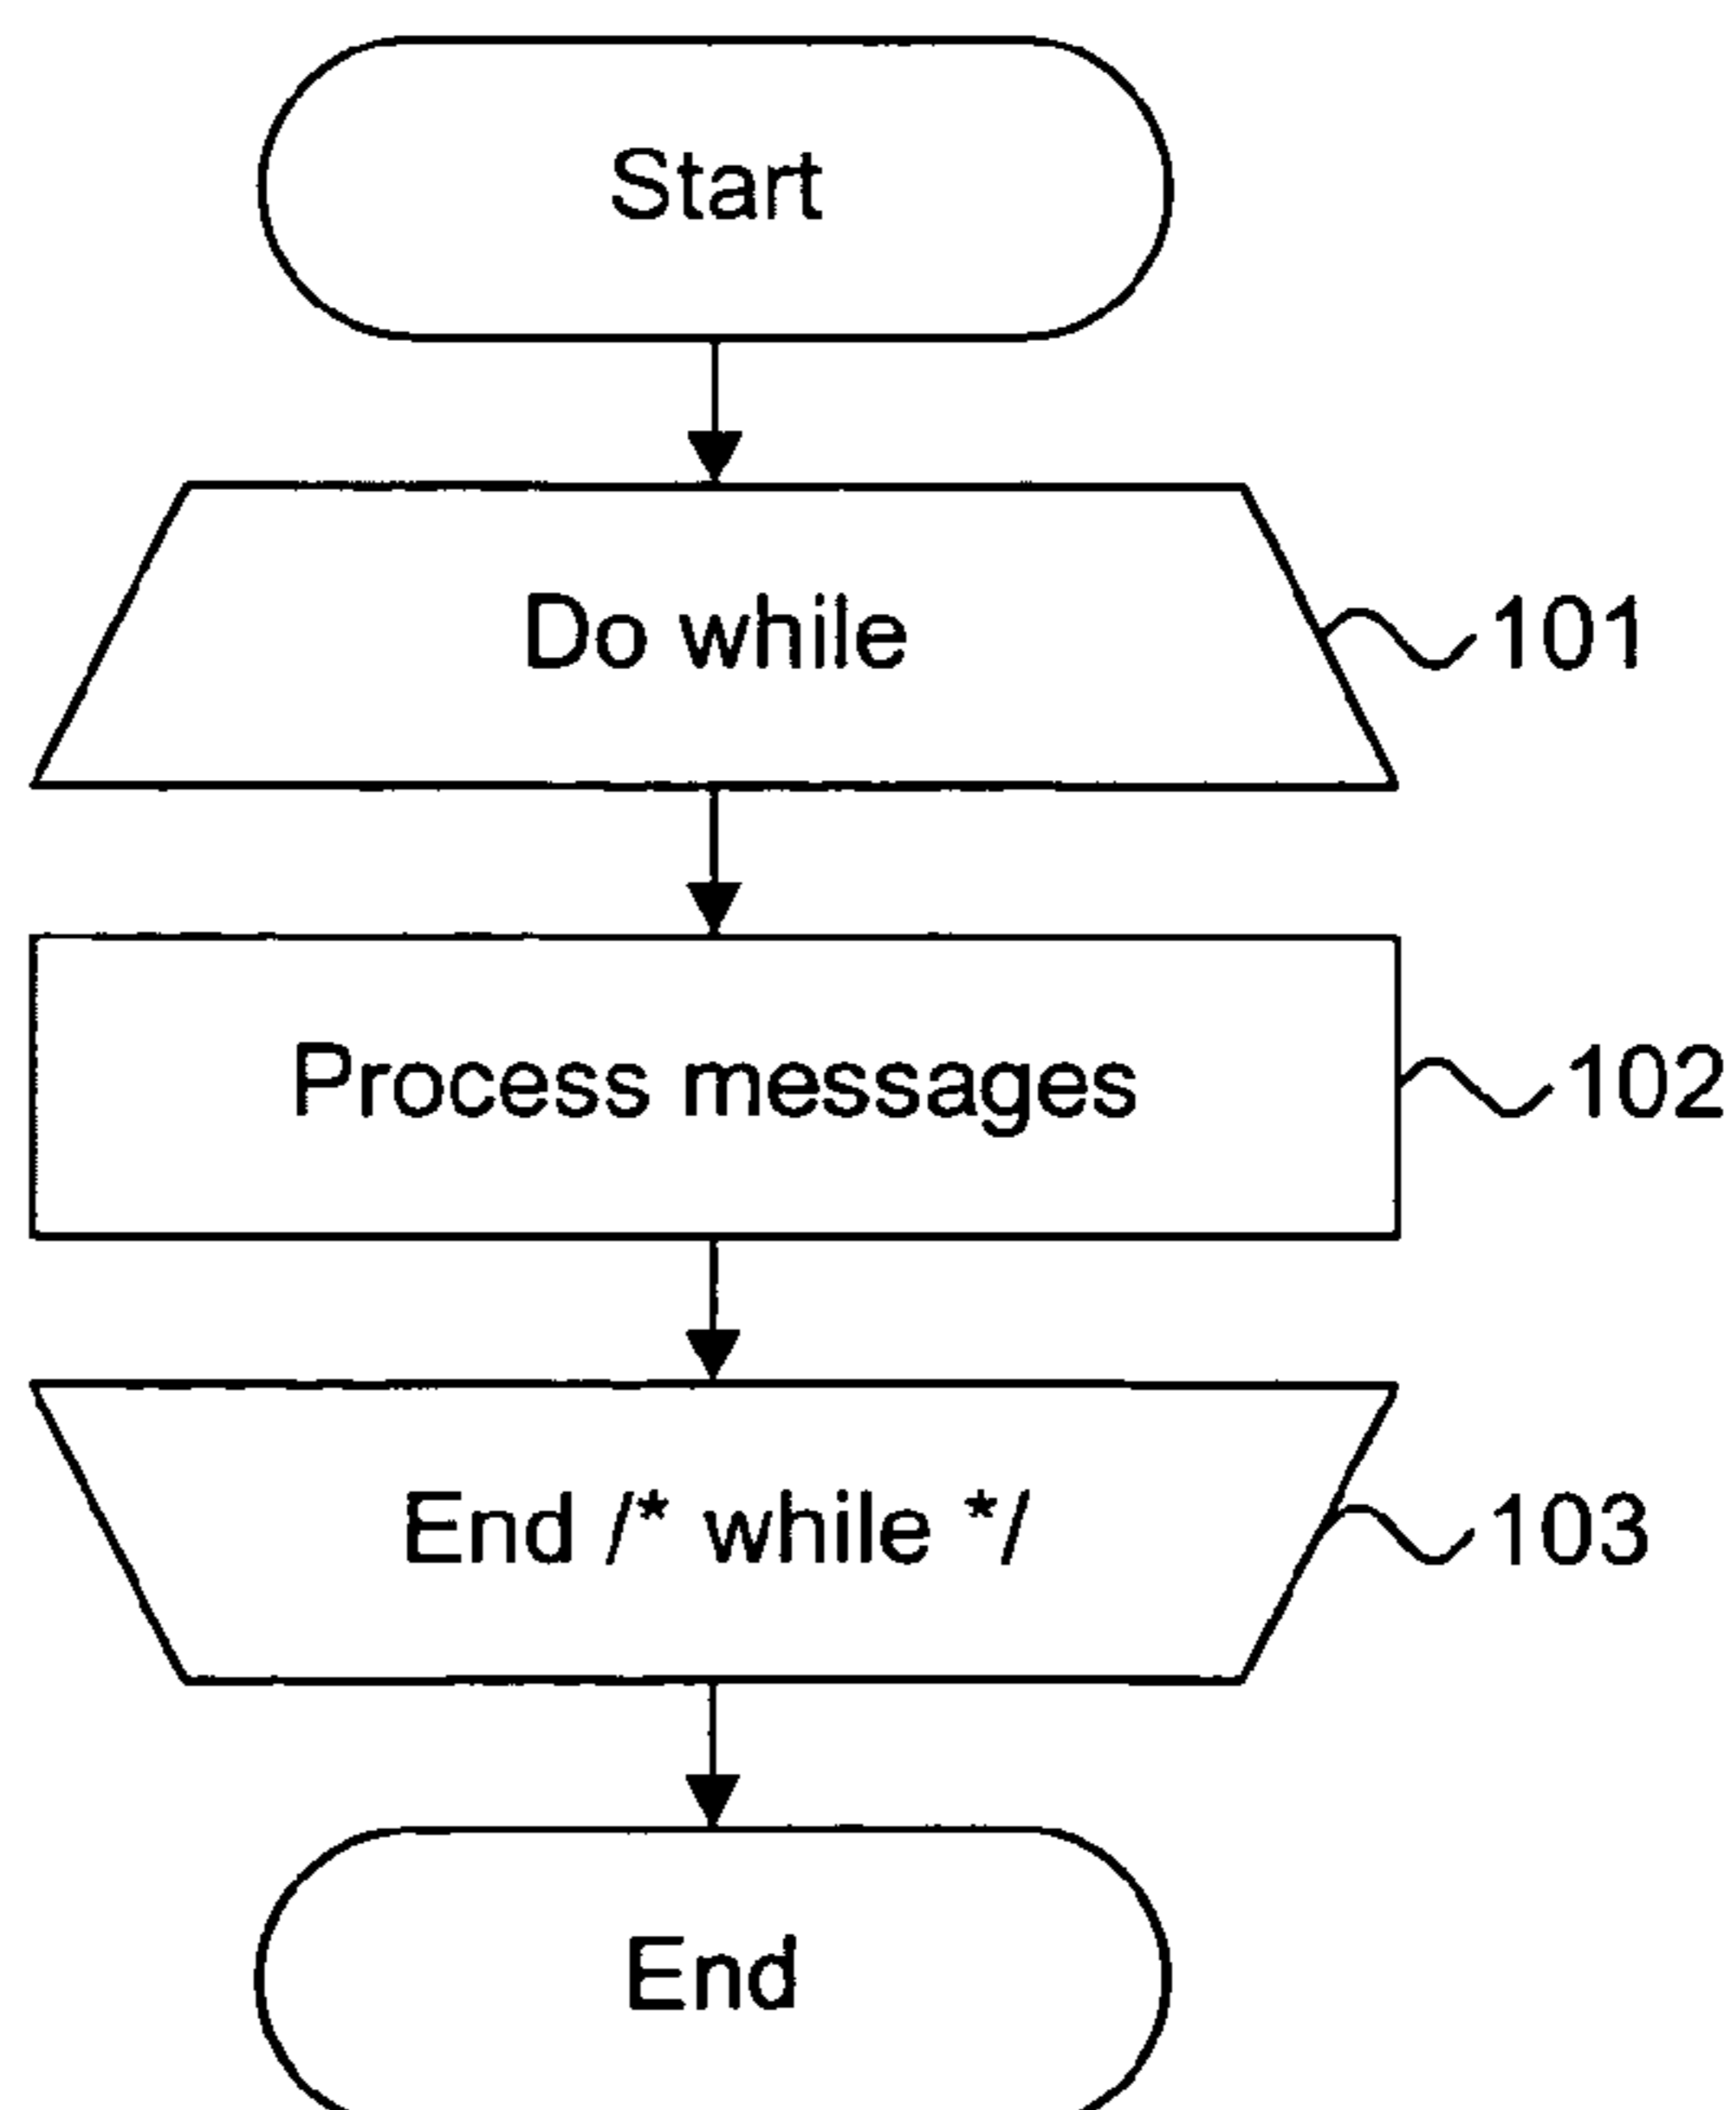 Start
Do while
101
Process messages
102
End /* while */
103
End